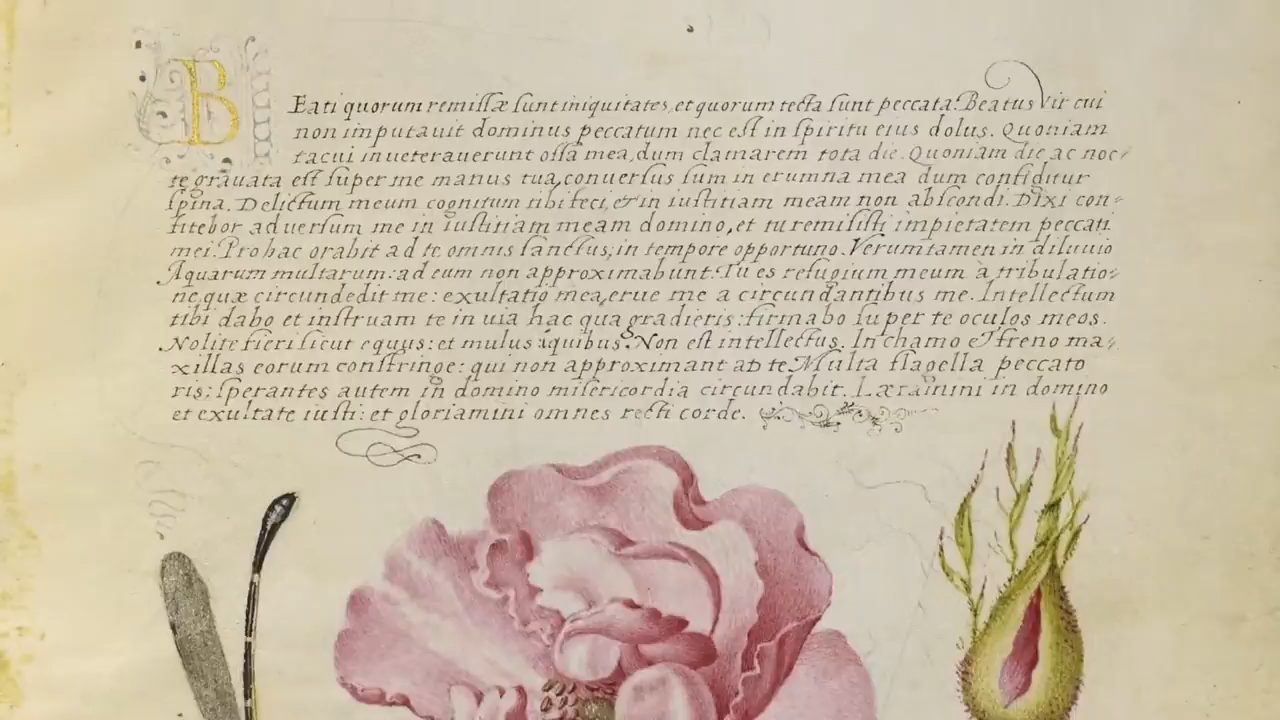 BEati quorum remissæ sunt iniquitates, et quorum tecta sunt peccata. Beatus Vir cui
non imputauit dominus peccatum nec est in spiritu eius dolus. Quoniam
tacui inueterauerunt ossa mea, dum clamarem tota die. Quoniam die ac noc-
te grauata est super me manus tua, conuersus sum in erumna mea dum configitur
spina. Delictum meum cognitum tibi feci, et in iustitiam meam non abscondi. Dixi con-
fitebor aduersum me in iustitiam meam domino, et tu remisisti impietatem peccati
mei. Pro hac orabit ad te omnis sanctus, in tempore opportuno. Verumtamen in diluuio
Aquarum multarum: ad eum non approximabunt. Tu es refugium meum a tribulatio-
ne, quæ circundedit me: exultatio mea, erue me a circundantibus me. Intellectum
tibi dabo et instruam te in uia hac qua gradieris: firmabo super te oculos meos.
Nolite fieri sicut equus: et mulus quibus. Non est intellectus. In chamo et freno ma-
xillas eorum constringe: qui non approximant ad te Multa flagella peccato
ris: sperantes autem in domino misericordia circundabit. Lætamini in domino
et exultate iusti: et gloriamini omnes recti corde.